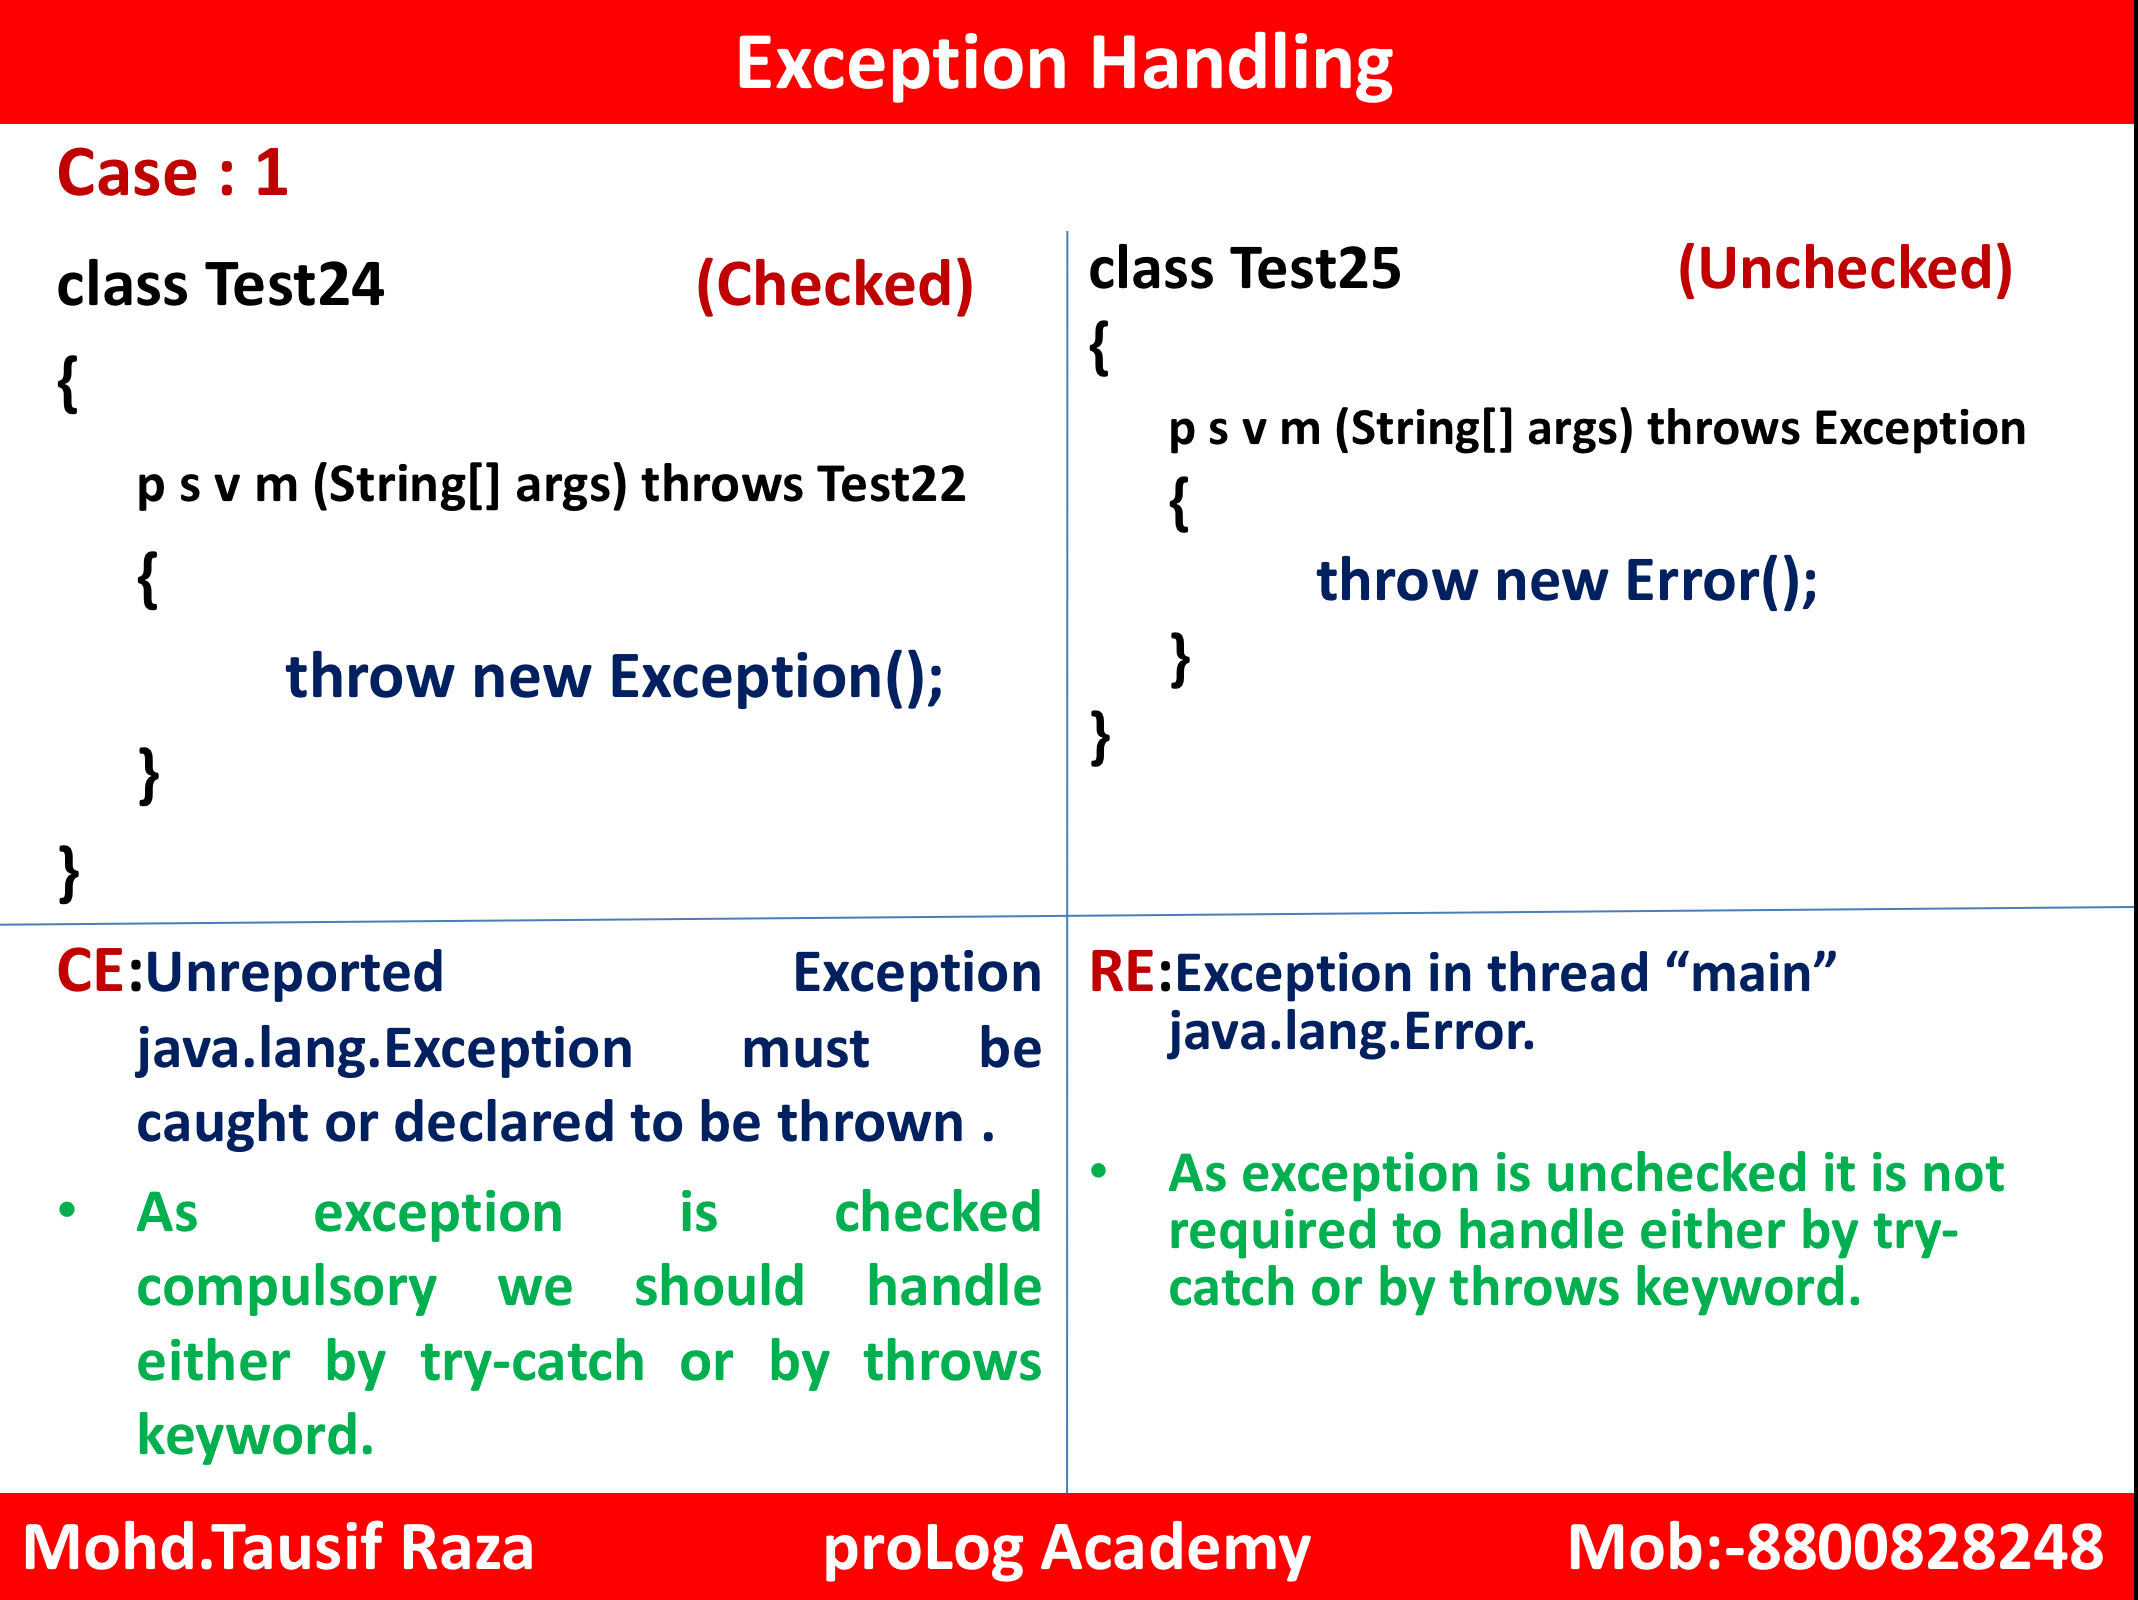 Exception Handling
Case : 1
class Test24 (Checked)
{
p s v m (String[] args) throws Test22
{
throw new Exception();
}
}
class Test25 (Unchecked)
{
p s v m (String[] args) throws Exception
{
throw new Error();
}
}
CE:Unreported Exception
java.lang.Exception must be
caught or declared to be thrown .
• As exception is checked
compulsory we should handle
either by try-catch or by throws
keyword.
RE:Exception in thread “main”
java.lang.Error.
• As exception is unchecked it is not
required to handle either by try-
catch or by throws keyword.
Mohd.Tausif Raza proLog Academy Mob:-8800828248